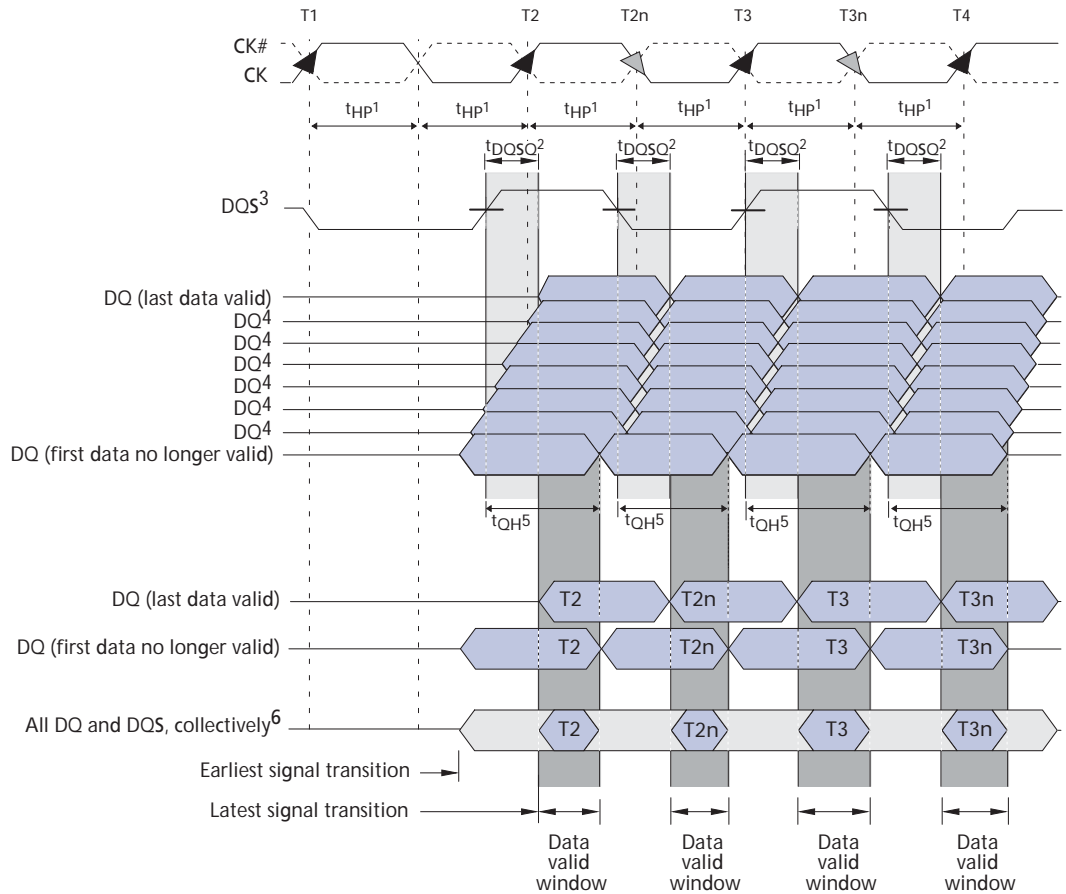 T1 T2 T2n T3 T3n T4
CK#
CK
tHP1 tHP1 tHP1 tHP1 tHP1 tHP1
tDQSQ2 tDQSQ2 tDQSQ2 tDQSQ2
DQS3
DQ (last data valid)
DQ4
DQ4
DQ4
DQ4
DQ4
DQ4
DQ (first data no longer valid)
tQH5 tQH5 tQH5 tQH5
DQ (last data valid) T2 T2n T3 T3n
DQ (first data no longer valid) T2 T2n T3 T3n
All DQ and DQS, collectively6 T2 T2n T3 T3n
Earliest signal transition
Latest signal transition
Data valid window
Data valid window
Data valid window
Data valid window